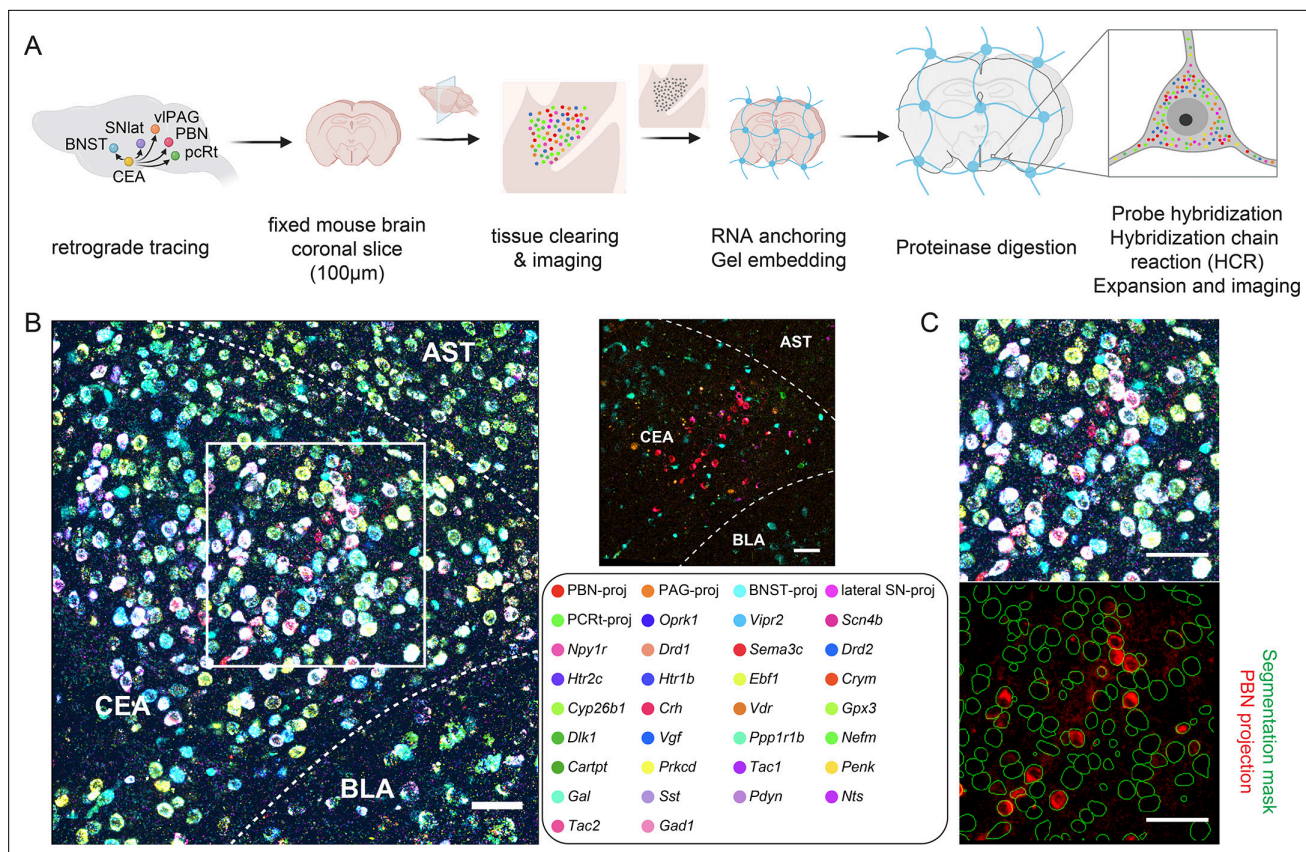 A
BNST
SNlat
vlPAG
PBN
pcRt
CEA
retrograde tracing
fixed mouse brain
coronal slice
(100µm)
tissue clearing
& imaging
RNA anchoring
Gel embedding
Proteinase digestion
Probe hybridization
Hybridization chain
reaction (HCR)
Expansion and imaging
B
AST
CEA
BLA
AST
CEA
BLA
PBN-proj PAG-proj BNST-proj lateral SN-proj
PCRt-proj Oprk1 Vipr2 Scn4b
Npy1r Drd1 Sema3c Drd2
Htr2c Htr1b Ebf1 Crym
Cyp26b1 Crh Vdr Gpx3
Dlk1 Vgf Ppp1r1b Nefm
Cartpt Prkcd Tac1 Penk
Gal Sst Pdyn Nts
Tac2 Gad1
C
Segmentation mask
PBN projection